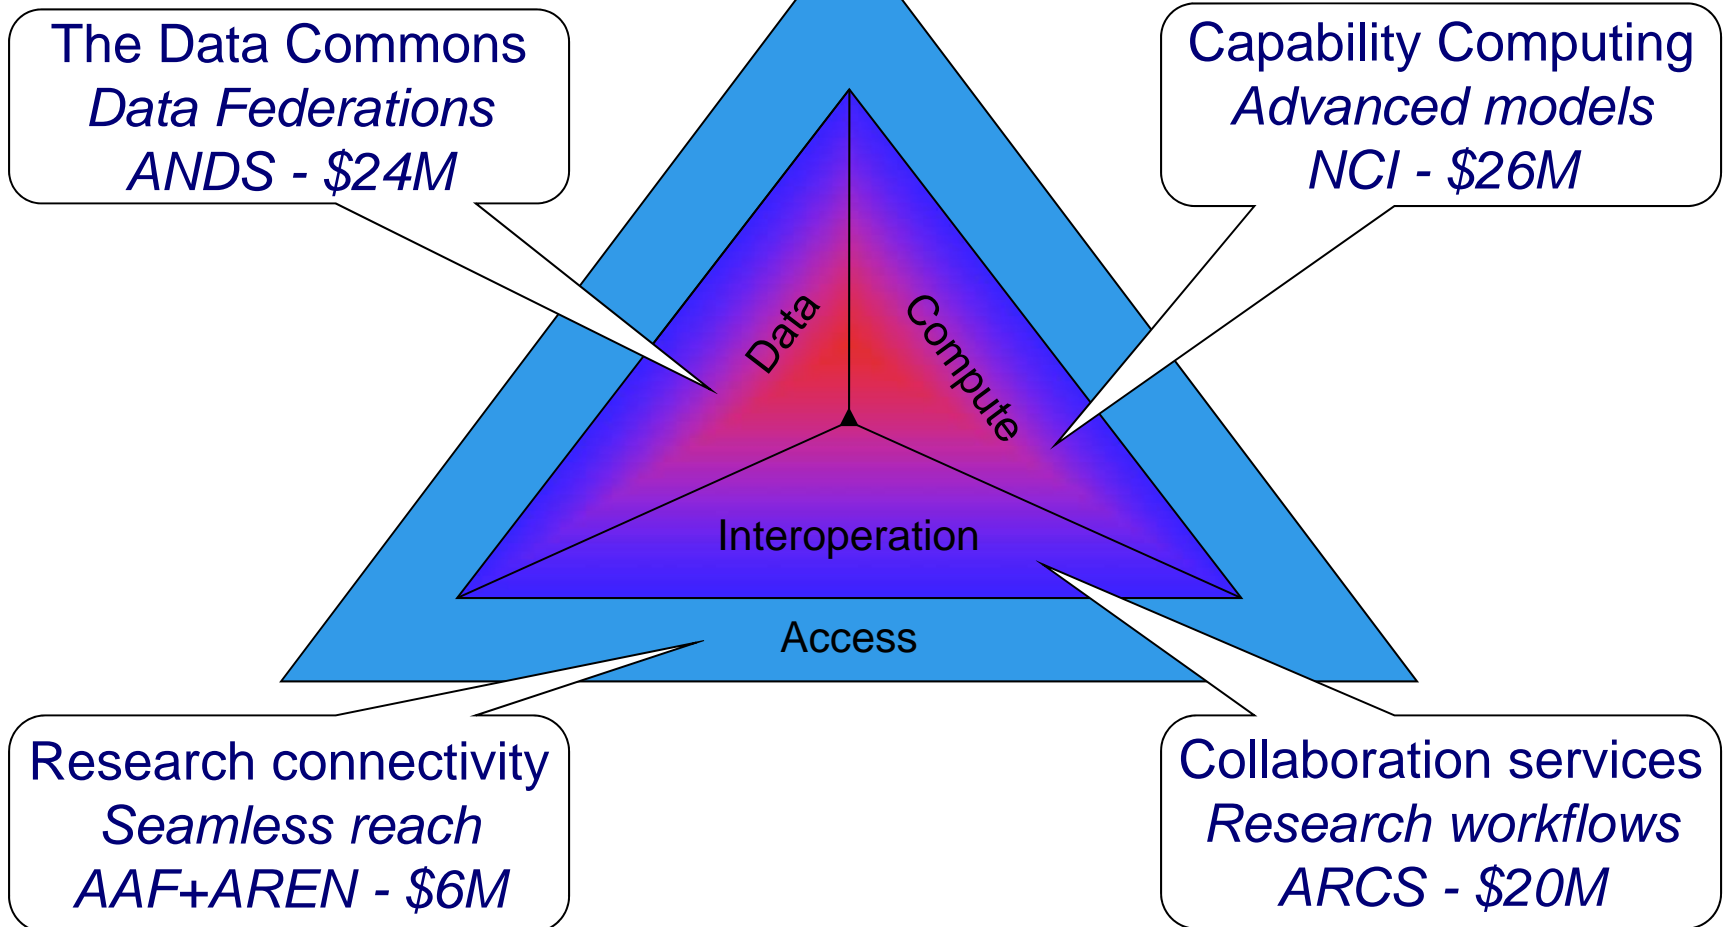 The Data Commons
Data Federations
ANDS - $24M
Capability Computing
Advanced models
NCI - $26M
Data
Compute
Interoperation
Access
Research connectivity
Seamless reach
AAF+AREN - $6M
Collaboration services
Research workflows
ARCS - $20M